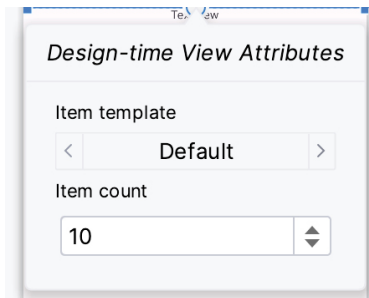 Design-time View Attributes
Item template
Default
Item count
10